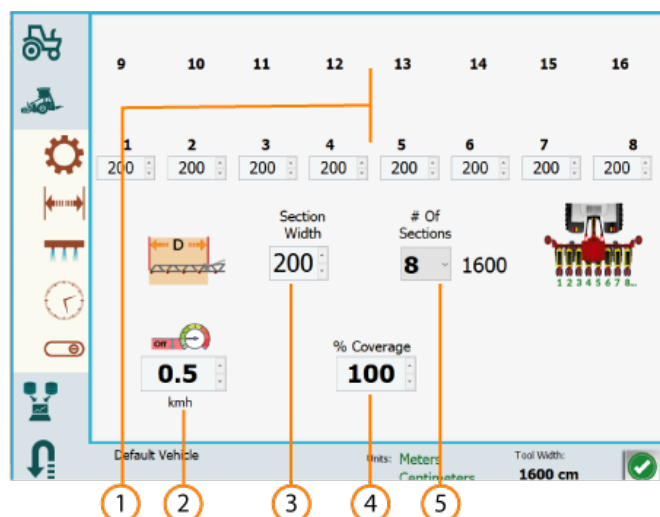 9 10 11 12 13 14 15 16
1 2 3 4 5 6 7 8
200 200 200 200 200 200 200 200
Section
Width
# Of
Sections
D
200
8 1600
1 2 3 4 5 6 7 8...
Off
% Coverage
0.5
100
kmh
Default Vehicle
Units: Meters
Centimeters
Tool Width:
1600 cm
1 2 3 4 5